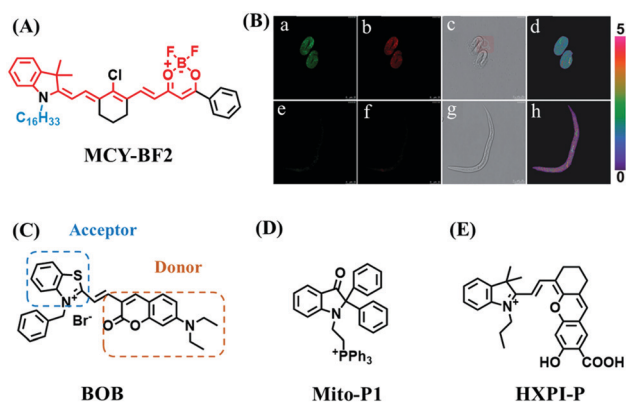 (A)
F F
B
-
+
O O
Cl
N
C16H33
MCY-BF2
(B)
a b c d
e f g h
5
0
(C)
Acceptor
Donor
S
N
+
Br-
O O N
BOB
(D)
O
N
+PPh3
Mito-P1
(E)
N
+
O
HO COOH
HXPI-P